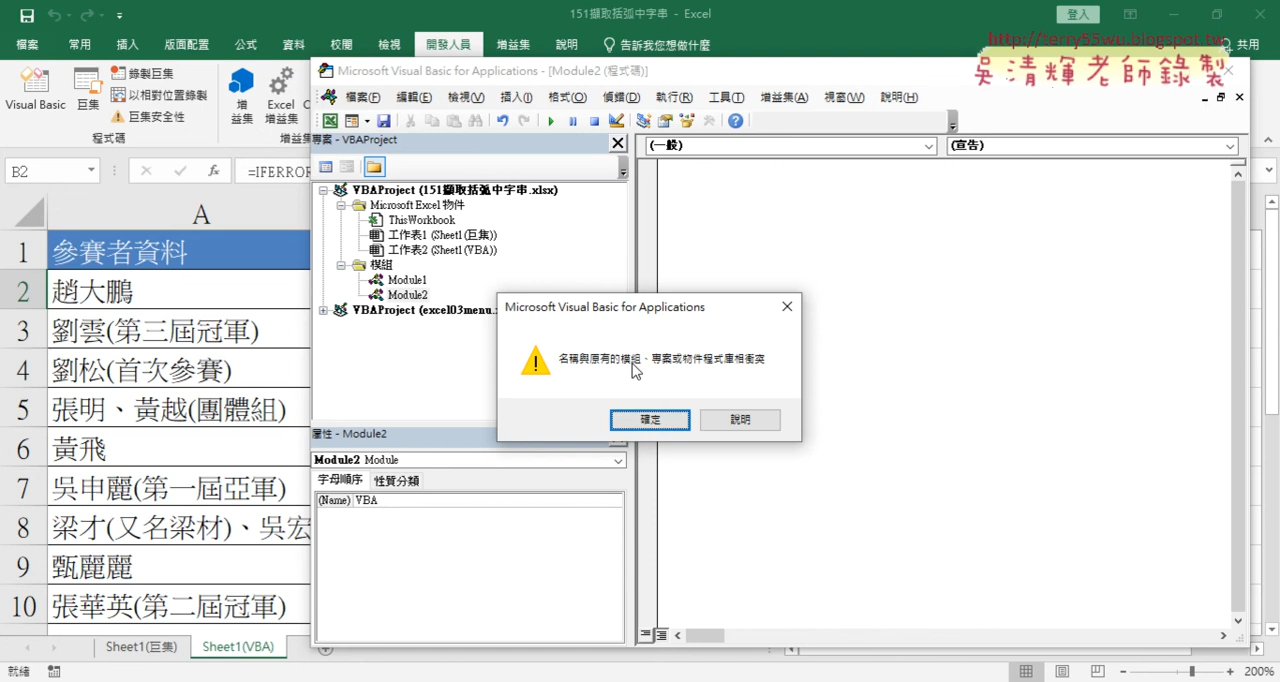 151擷取括弧中字串 - Excel
登入
檔案 常用 插入 版面配置 公式 資料 校閱 檢視 開發人員 增益集 說明 告訴我您想做什麼 共用
http://terry55wu.blogspot.tw
吳清輝老師錄製
Visual Basic
巨集
錄製巨集
以相對位置錄製
巨集安全性
程式碼
增
益集
Excel
增益集
增益集
B2
fx
=IFERROR
A
1 參賽者資料
2 趙大鵬
3 劉雲(第三屆冠軍)
4 劉松(首次參賽)
5 張明、黃越(團體組)
6 黃飛
7 吳申麗(第一屆亞軍)
8 梁才(又名梁材)、吳宏
9 甄麗麗
10 張華英(第二屆冠軍)
Sheet1(巨集)
Sheet1(VBA)
就緒
200%
Microsoft Visual Basic for Applications - [Module2 (程式碼)]
檔案(F) 編輯(E) 檢視(V) 插入(I) 格式(O) 偵錯(D) 執行(R) 工具(T) 增益集(A) 視窗(W) 說明(H)
專案 - VBAProject
VBAProject (151擷取括弧中字串.xlsx)
Microsoft Excel 物件
ThisWorkbook
工作表1 (Sheet1(巨集))
工作表2 (Sheet1(VBA))
模組
Module1
Module2
VBAProject (excel03menu.
(一般)
(宣告)
屬性 - Module2
Module2 Module
字母順序 性質分類
(Name) VBA
Microsoft Visual Basic for Applications
名稱與原有的模組、專案或物件程式庫相衝突
確定
說明